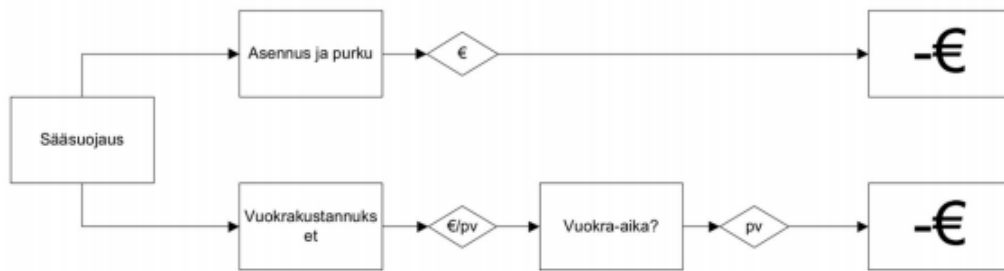 Asennus ja purku
€
-€
Sääsuojaus
Vuokrakustannuks
et
€/pv
Vuokra-aika?
pv
-€